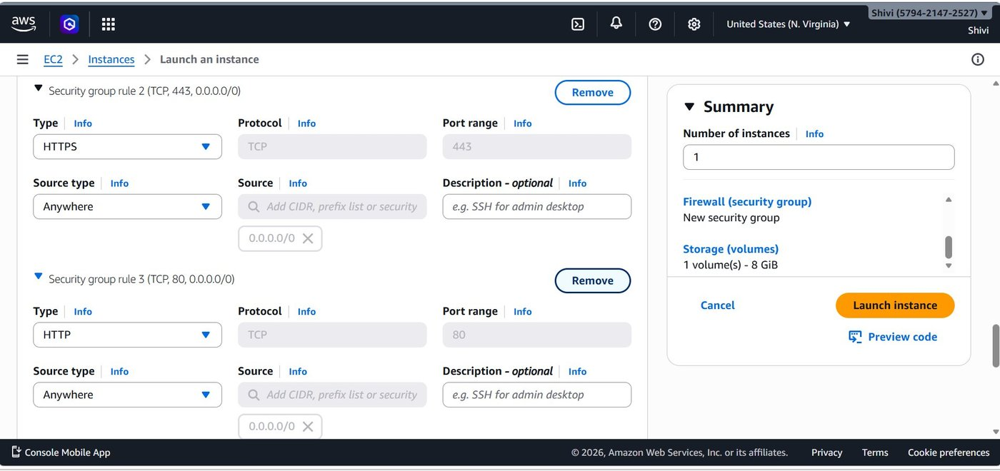 aws
United States (N. Virginia)
Shivi (5794-2147-2527)
Shivi
EC2 > Instances > Launch an instance
Security group rule 2 (TCP, 443, 0.0.0.0/0)
Remove
Type Info Protocol Info Port range Info
HTTPS TCP 443
Source type Info Source Info Description - optional Info
Anywhere Add CIDR, prefix list or security e.g. SSH for admin desktop
0.0.0.0/0
Security group rule 3 (TCP, 80, 0.0.0.0/0)
Remove
Type Info Protocol Info Port range Info
HTTP TCP 80
Source type Info Source Info Description - optional Info
Anywhere Add CIDR, prefix list or security e.g. SSH for admin desktop
0.0.0.0/0
Summary
Number of instances Info
1
Firewall (security group)
New security group
Storage (volumes)
1 volume(s) - 8 GiB
Cancel Launch instance
Preview code
Console Mobile App © 2026, Amazon Web Services, Inc. or its affiliates. Privacy Terms Cookie preferences